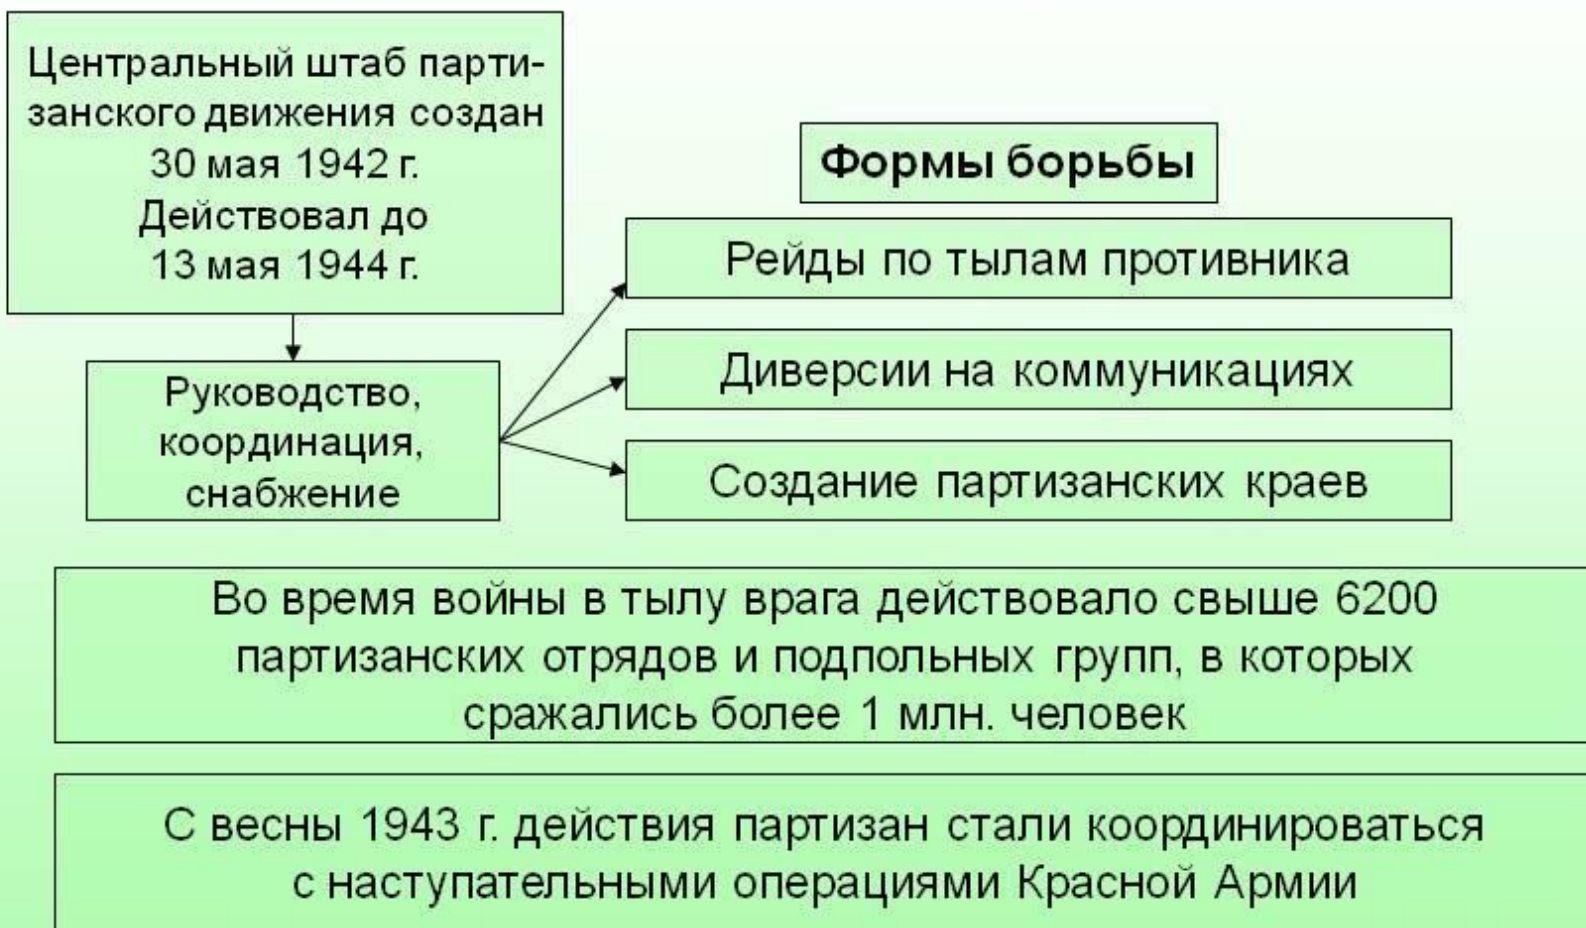 Центральный штаб парти-
занского движения создан
30 мая 1942 г.
Действовал до
13 мая 1944 г.
Руководство,
координация,
снабжение
Формы борьбы
Рейды по тылам противника
Диверсии на коммуникациях
Создание партизанских краев
Во время войны в тылу врага действовало свыше 6200
партизанских отрядов и подпольных групп, в которых
сражались более 1 млн. человек
С весны 1943 г. действия партизан стали координироваться
с наступательными операциями Красной Армии